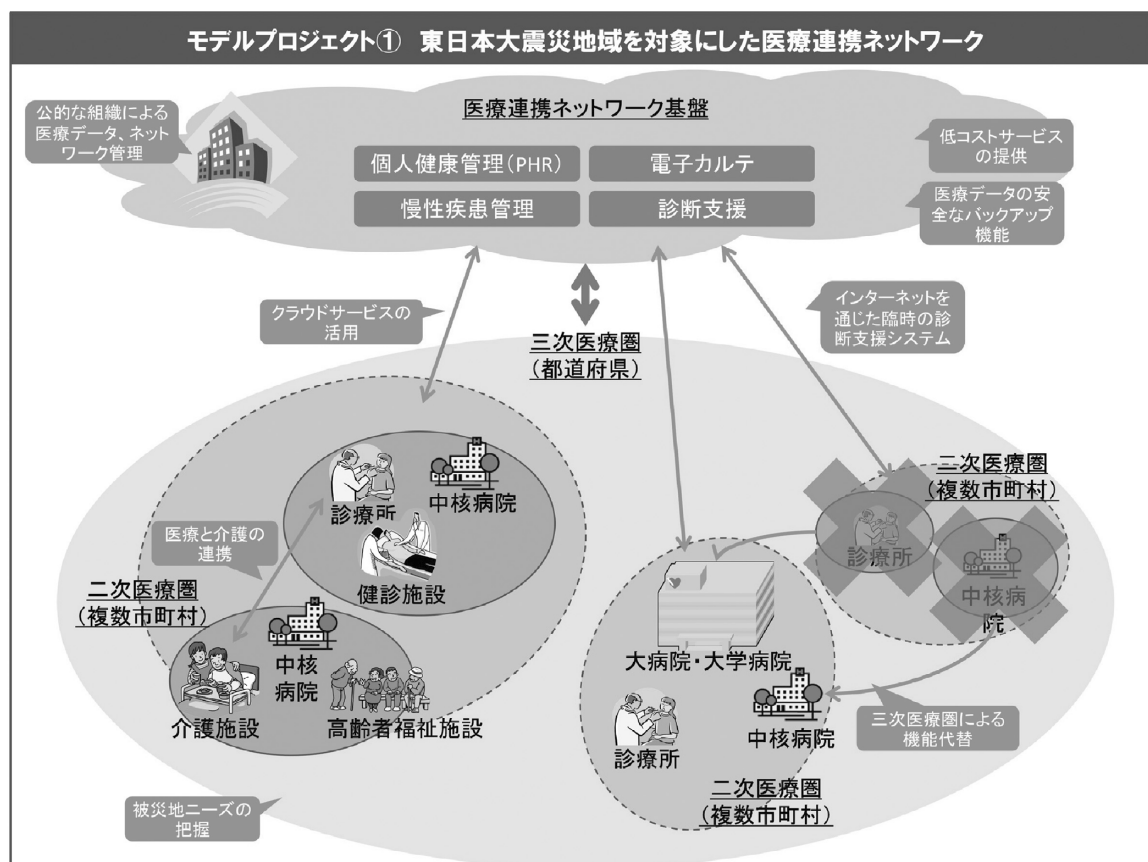 モデルプロジェクト① 東日本大震災地域を対象にした医療連携ネットワーク
公的な組織による
医療データ、ネット
ワーク管理
医療連携ネットワーク基盤
個人健康管理(PHR)
電子カルテ
慢性疾患管理
診断支援
低コストサービス
の提供
医療データの安
全なバックアップ
機能
クラウドサービスの
活用
三次医療圏
(都道府県)
インターネットを
通じた臨時の診
断支援システム
診療所
中核病院
健診施設
医療と介護の
連携
二次医療圏
(複数市町村)
中核
病院
介護施設
高齢者福祉施設
二次医療圏
(複数市町村)
診療所
中核病
院
大病院・大学病院
診療所
中核病院
三次医療圏による
機能代替
二次医療圏
(複数市町村)
被災地ニーズの
把握